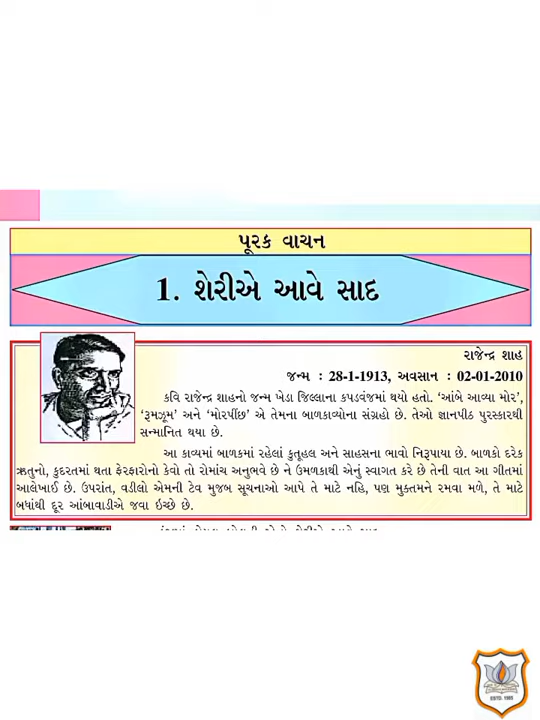 પૂરક વાચન
1. શેરીએ આવે સાદ
રાજેન્દ્ર શાહ
જન્મ : 28-1-1913, અવસાન : 02-01-2010
કવિ રાજેન્દ્ર શાહનો જન્મ ખેડા જિલ્લાના કપડવંજમાં થયો હતો. ‘આંબે આવ્યા મોર’,
‘રૂમઝૂમ’ અને ‘મોરપીંછ’ એ તેમના બાળકાવ્યોના સંગ્રહો છે. તેઓ જ્ઞાનપીઠ પુરસ્કારથી
સન્માનિત થયા છે.
આ કાવ્યમાં બાળકમાં રહેલાં કુતૂહલ અને સાહસના ભાવો નિરૂપાયા છે. બાળકો દરેક
ઋતુનો, કુદરતમાં થતા ફેરફારોનો કેવો તો રોમાંચ અનુભવે છે ને ઉમળકાથી એનું સ્વાગત કરે છે તેની વાત આ ગીતમાં
આલેખાઈ છે. ઉપરાંત, વડીલો એમની ટેવ મુજબ સૂચનાઓ આપે તે માટે નહિ, પણ મુક્તમને રમવા મળે, તે માટે
બધાંથી દૂર આંબાવાડીએ જવા ઇચ્છે છે.
ESTD. 1965